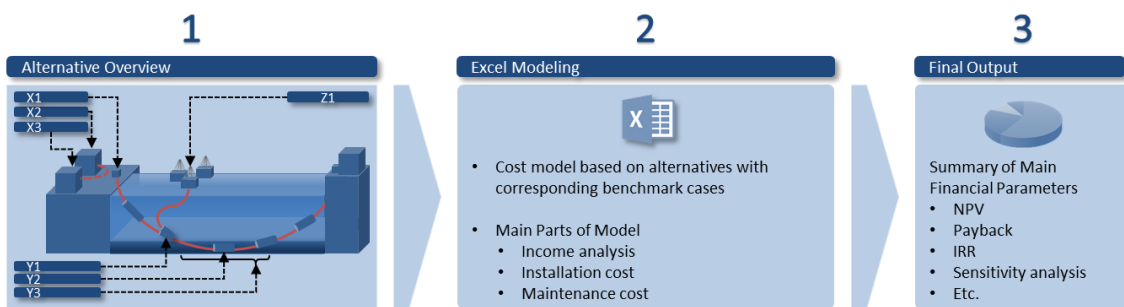 1
Alternative Overview
X1
X2
X3
Z1
Y1
Y2
Y3
2
Excel Modeling
X
• Cost model based on alternatives with
corresponding benchmark cases
• Main Parts of Model
• Income analysis
• Installation cost
• Maintenance cost
3
Final Output
Summary of Main
Financial Parameters
• NPV
• Payback
• IRR
• Sensitivity analysis
• Etc.